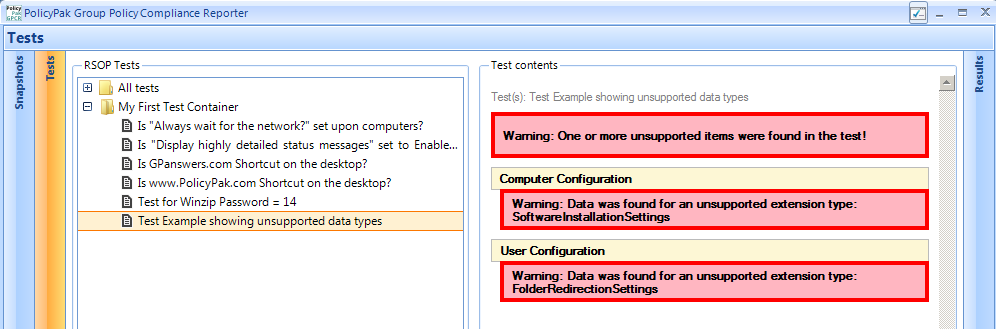 Policy
Pak
GPCR
PolicyPak Group Policy Compliance Reporter
Tests
Snapshots
Tests
RSOP Tests
All tests
My First Test Container
Is "Always wait for the network?" set upon computers?
Is "Display highly detailed status messages" set to Enable...
Is GPanswers.com Shortcut on the desktop?
Is www.PolicyPak.com Shortcut on the desktop?
Test for Winzip Password = 14
Test Example showing unsupported data types
Test contents
Test(s): Test Example showing unsupported data types
Warning: One or more unsupported items were found in the test!
Computer Configuration
Warning: Data was found for an unsupported extension type:
SoftwareInstallationSettings
User Configuration
Warning: Data was found for an unsupported extension type:
FolderRedirectionSettings
Results